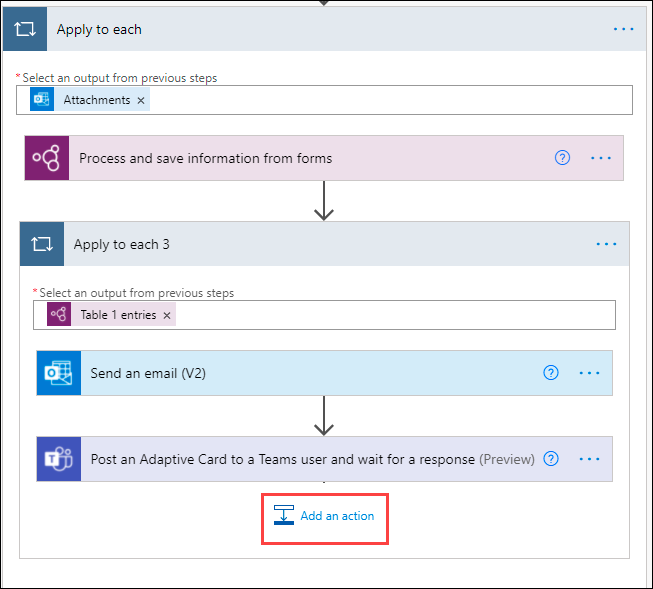 Apply to each
* Select an output from previous steps
Attachments ×
Process and save information from forms
Apply to each 3
* Select an output from previous steps
Table 1 entries ×
Send an email (V2)
Post an Adaptive Card to a Teams user and wait for a response (Preview)
Add an action